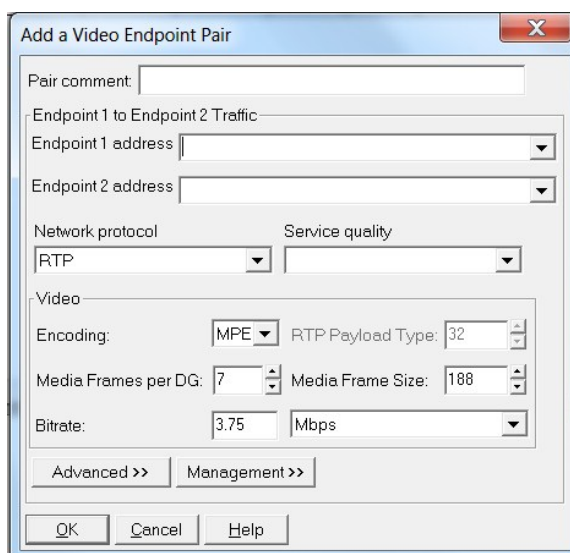 Add a Video Endpoint Pair
Pair comment:
Endpoint 1 to Endpoint 2 Traffic
Endpoint 1 address
Endpoint 2 address
Network protocol Service quality
RTP
Video
Encoding: MPE RTP Payload Type: 32
Media Frames per DG: 7 Media Frame Size: 188
Bitrate: 3.75 Mbps
Advanced >> Management >>
OK Cancel Help